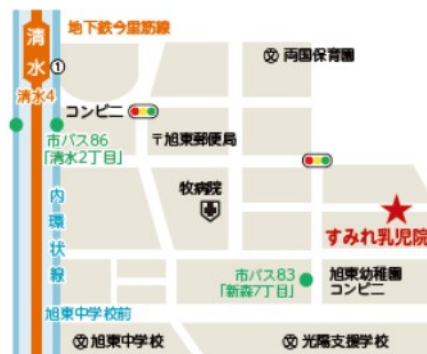 地下鉄今里筋線
清水
①
清水4
文 両国保育園
コンビニ
〒旭東郵便局
市バス86
「清水2丁目」
牧病院
内環状線
すみれ乳児院
市バス83
「新森7丁目」
旭東幼稚園
コンビニ
旭東中学校前
文 旭東中学校
文 光陽支援学校